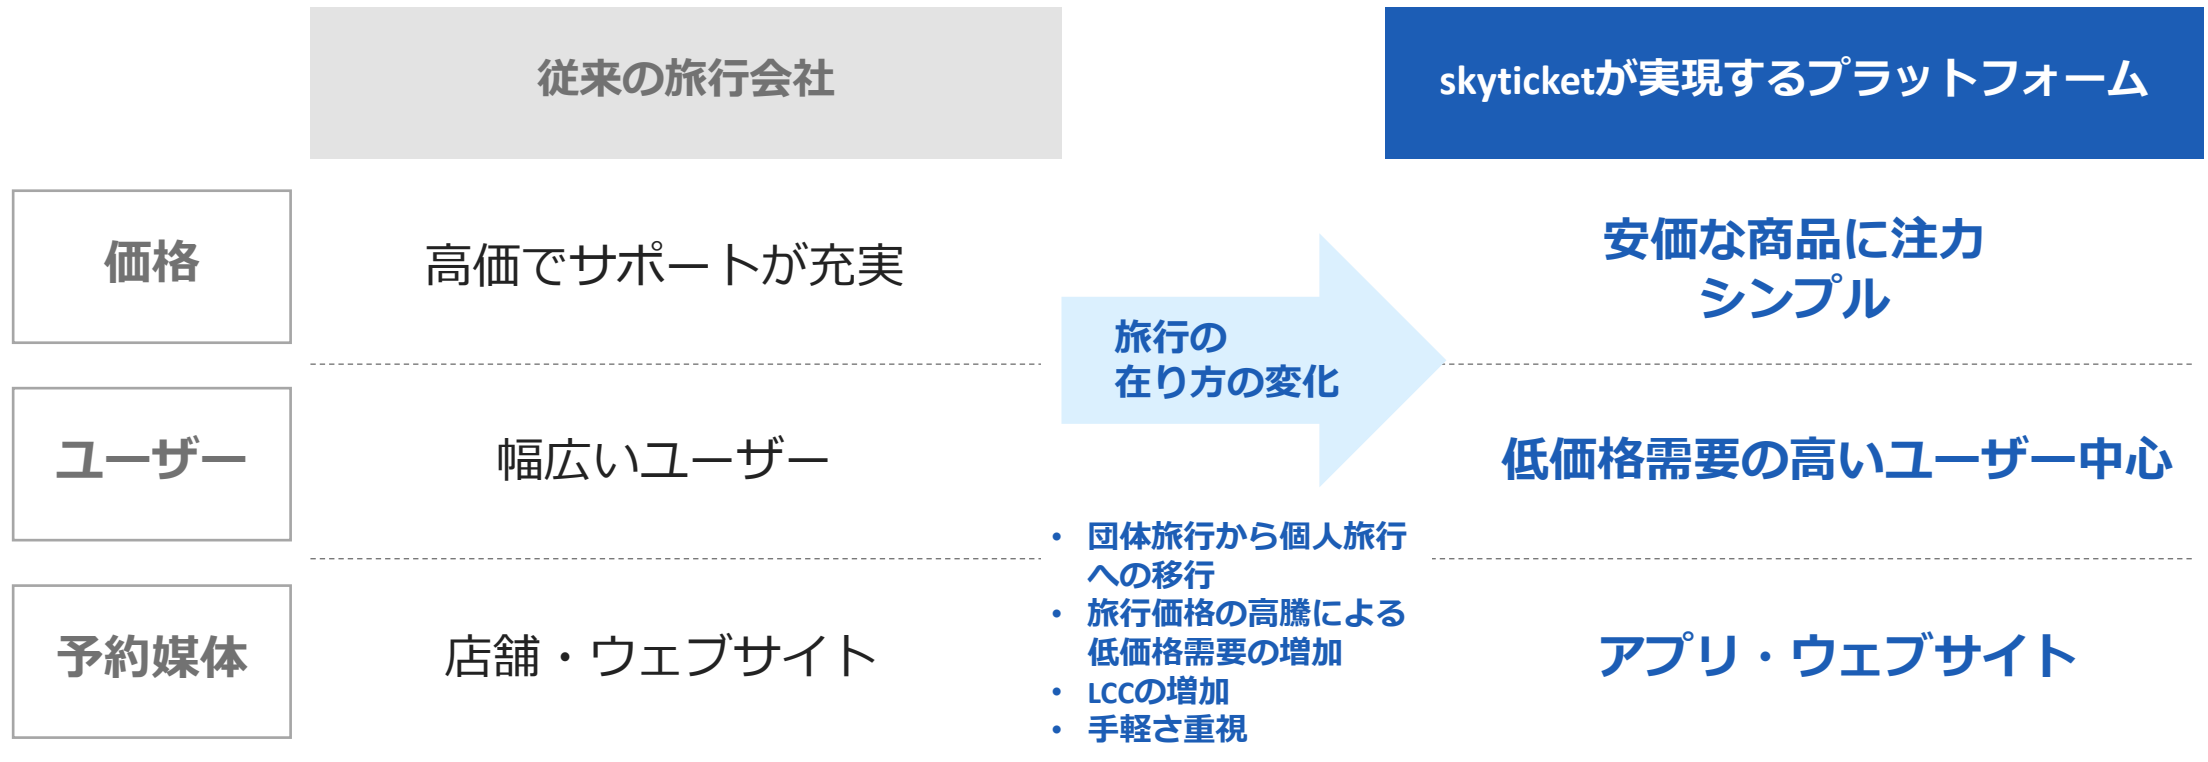 従来の旅行会社
skyticketが実現するプラットフォーム
価格
高価でサポートが充実
安価な商品に注力
シンプル
旅行の
在り方の変化
ユーザー
幅広いユーザー
低価格需要の高いユーザー中心
予約媒体
店舗・ウェブサイト
• 団体旅行から個人旅行
への移行
• 旅行価格の高騰による
低価格需要の増加
• LCCの増加
• 手軽さ重視
アプリ・ウェブサイト